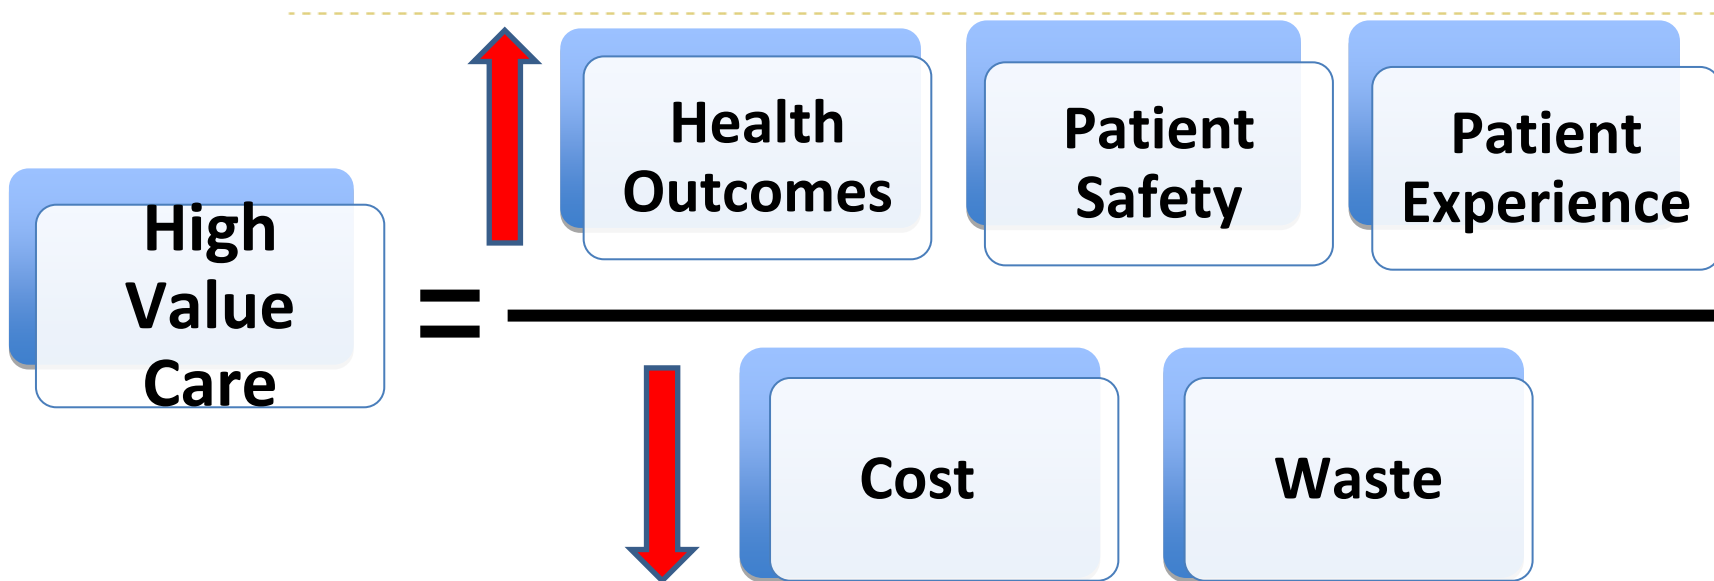 High
Value
Care
=
Health
Outcomes
Patient
Safety
Patient
Experience
Cost
Waste